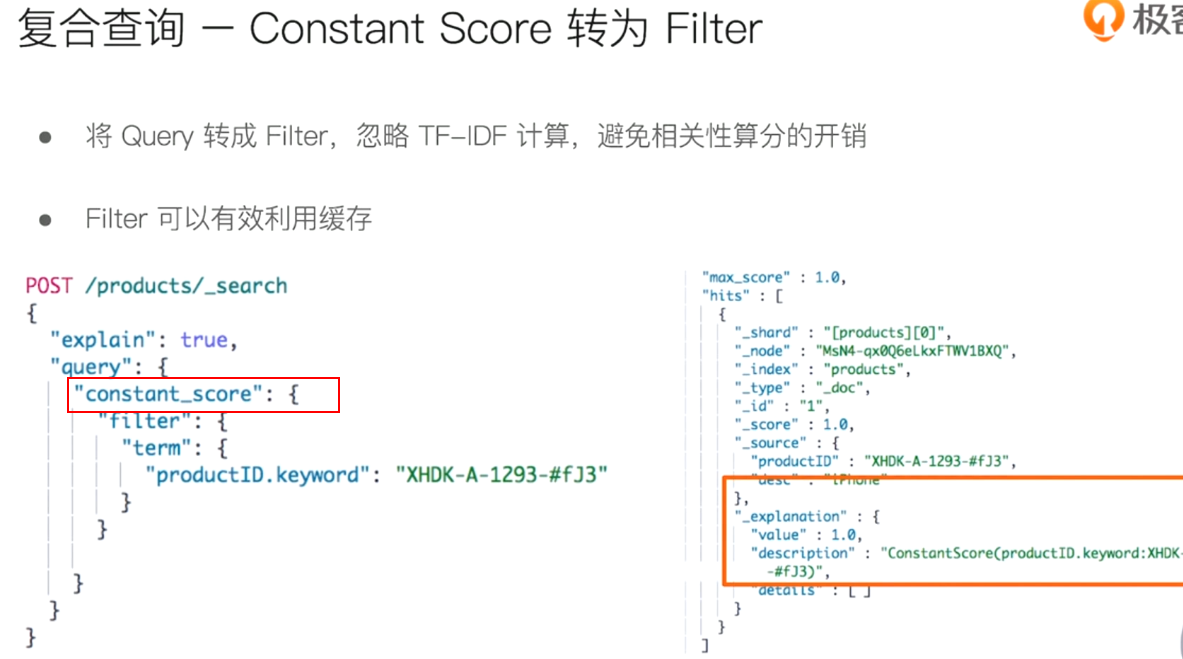 复合查询 – Constant Score 转为 Filter
极客
● 将 Query 转成 Filter，忽略 TF-IDF 计算，避免相关性算分的开销
● Filter 可以有效利用缓存
POST /products/_search
{
"explain": true,
"query": {
"constant_score": {
"filter": {
"term": {
"productID.keyword": "XHDK-A-1293-#fJ3"
}
}
}
}
}
"max_score" : 1.0,
"hits" : [
{
"_shard" : "[products][0]",
"_node" : "MsN4-qx0Q6eLkxFTWV1BXQ",
"_index" : "products",
"_type" : "_doc",
"_id" : "1",
"_score" : 1.0,
"_source" : {
"productID" : "XHDK-A-1293-#fJ3",
"desc" : "iPhone"
},
"_explanation" : {
"value" : 1.0,
"description" : "ConstantScore(productID.keyword:XHDK-
-#fJ3)",
"details" : [ ]
}
}
]